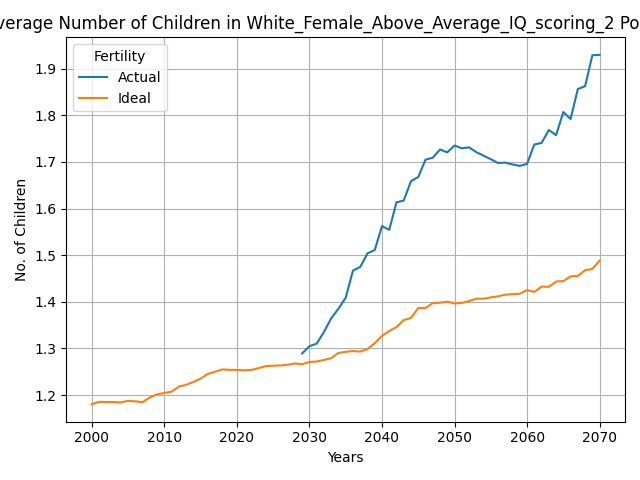 verage Number of Children in White_Female_Above_Average_IQ_scoring_2 Po
Fertility
Actual
Ideal
No. of Children
1.9
1.8
1.7
1.6
1.5
1.4
1.3
1.2
2000 2010 2020 2030 2040 2050 2060 2070
Years